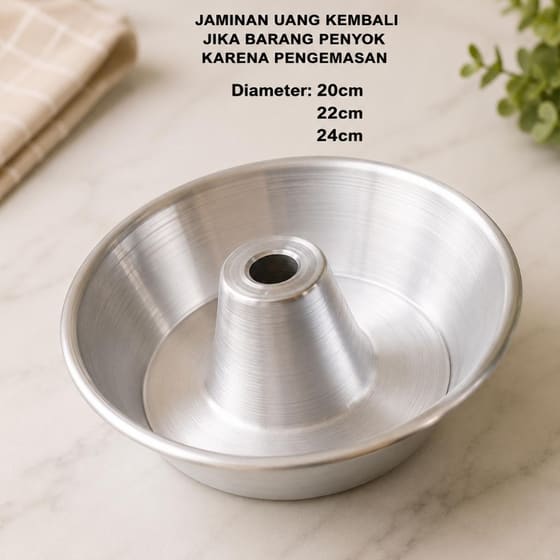 JAMINAN UANG KEMBALI
JIKA BARANG PENYOK
KARENA PENGEMASAN
Diameter: 20cm
22cm
24cm